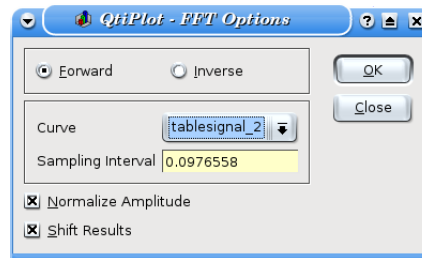 QtiPlot - FFT Options
Forward
Inverse
OK
Close
Curve
tablesignal_2
Sampling Interval
0.0976558
Normalize Amplitude
Shift Results